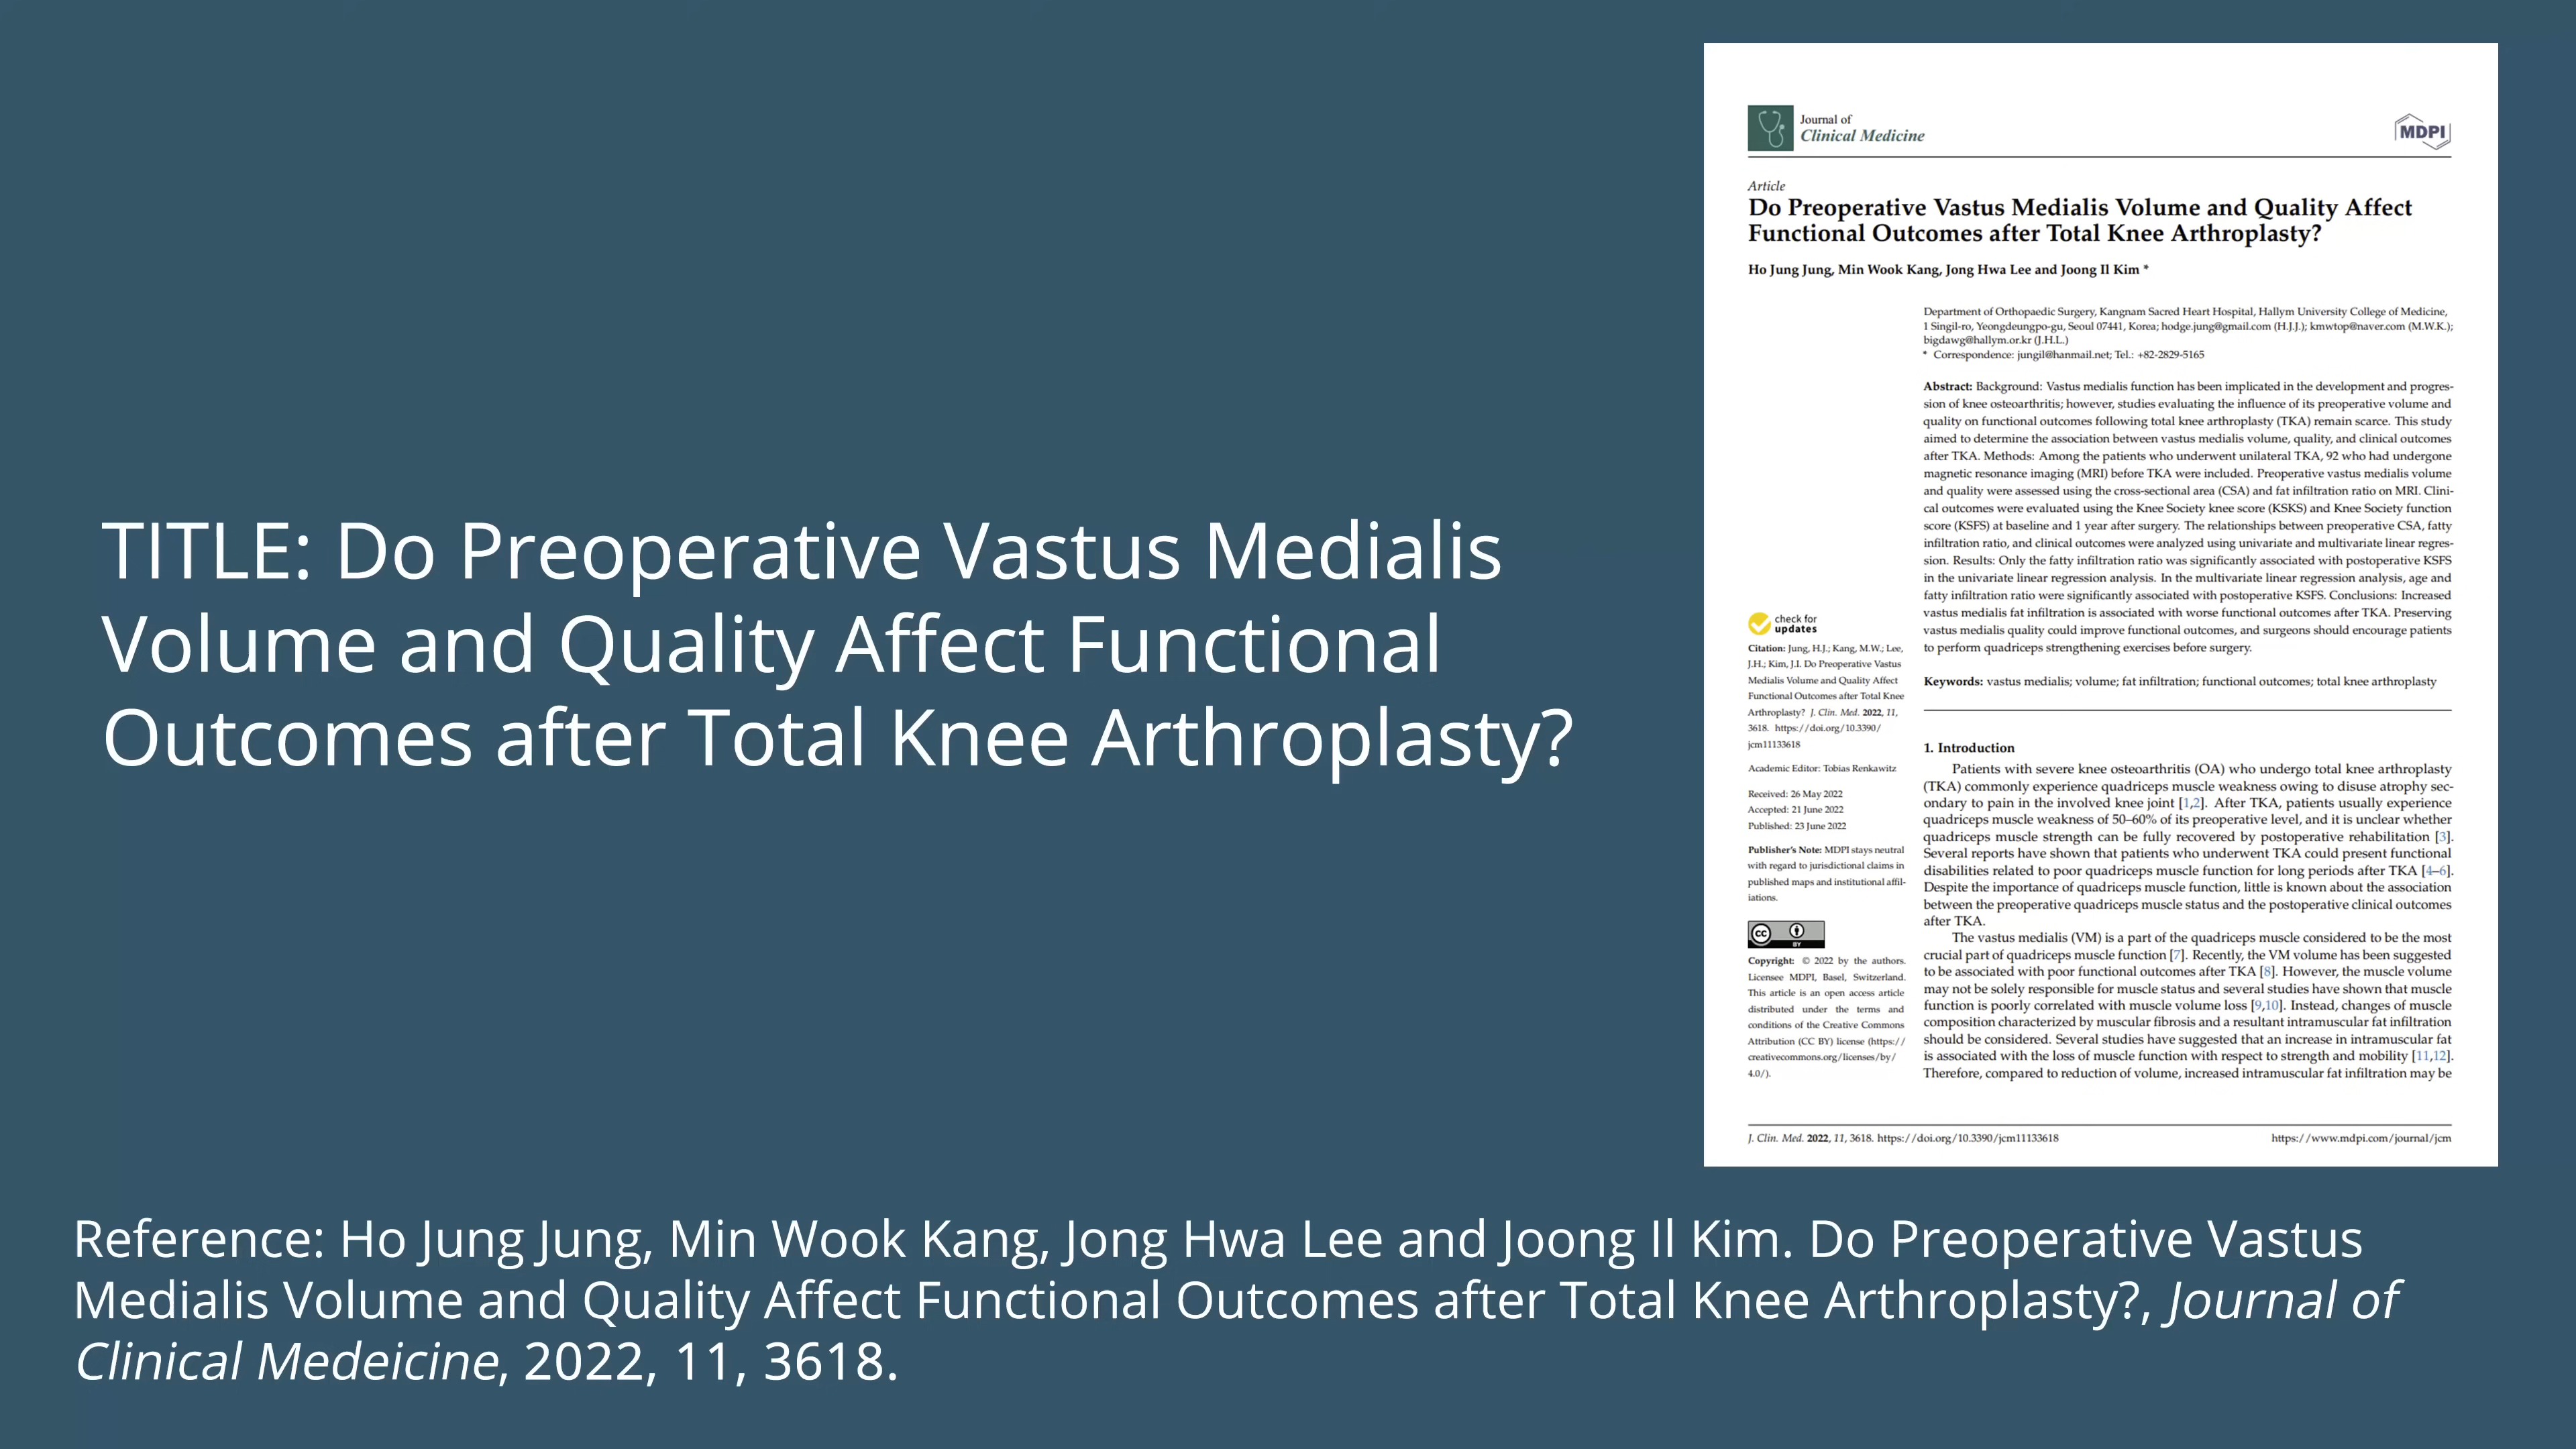 TITLE: Do Preoperative Vastus Medialis
Volume and Quality Affect Functional
Outcomes after Total Knee Arthroplasty?
Journal of
Clinical Medicine
MDPI
Article
Do Preoperative Vastus Medialis Volume and Quality Affect
Functional Outcomes after Total Knee Arthroplasty?
Ho Jung Jung, Min Wook Kang, Jong Hwa Lee and Joong Il Kim *
Department of Orthopaedic Surgery, Kangnam Sacred Heart Hospital, Hallym University College of Medicine,
1 Singil-ro, Yeongdeungpo-gu, Seoul 07441, Korea; hodge.jung@gmail.com (H.J.J.); kmwtop@naver.com (M.W.K.);
bigdawg@hallym.or.kr (J.H.L.)
* Correspondence: jungil@hanmail.net; Tel.: +82-2829-5165
Abstract: Background: Vastus medialis function has been implicated in the development and progres-
sion of knee osteoarthritis; however, studies evaluating the influence of its preoperative volume and
quality on functional outcomes following total knee arthroplasty (TKA) remain scarce. This study
aimed to determine the association between vastus medialis volume, quality, and clinical outcomes
after TKA. Methods: Among the patients who underwent unilateral TKA, 92 who had undergone
magnetic resonance imaging (MRI) before TKA were included. Preoperative vastus medialis volume
and quality were assessed using the cross-sectional area (CSA) and fat infiltration ratio on MRI. Clini-
cal outcomes were evaluated using the Knee Society knee score (KSKS) and Knee Society function
score (KSFS) at baseline and 1 year after surgery. The relationships between preoperative CSA, fatty
infiltration ratio, and clinical outcomes were analyzed using univariate and multivariate linear regres-
sion. Results: Only the fatty infiltration ratio was significantly associated with postoperative KSFS
in the univariate linear regression analysis. In the multivariate linear regression analysis, age and
fatty infiltration ratio were significantly associated with postoperative KSFS. Conclusions: Increased
vastus medialis fat infiltration is associated with worse functional outcomes after TKA. Preserving
vastus medialis quality could improve functional outcomes, and surgeons should encourage patients
to perform quadriceps strengthening exercises before surgery.
Keywords: vastus medialis; volume; fat infiltration; functional outcomes; total knee arthroplasty
check for
updates
Citation: Jung, H.J.; Kang, M.W.; Lee,
J.H.; Kim, J.I. Do Preoperative Vastus
Medialis Volume and Quality Affect
Functional Outcomes after Total Knee
Arthroplasty? J. Clin. Med. 2022, 11,
3618. https://doi.org/10.3390/
jcm11133618
Academic Editor: Tobias Renkawitz
Received: 26 May 2022
Accepted: 21 June 2022
Published: 23 June 2022
Publisher's Note: MDPI stays neutral
with regard to jurisdictional claims in
published maps and institutional affil-
iations.
CC
BY
Copyright: © 2022 by the authors.
Licensee MDPI, Basel, Switzerland.
This article is an open access article
distributed under the terms and
conditions of the Creative Commons
Attribution (CC BY) license (https://
creativecommons.org/licenses/by/
4.0/).
1. Introduction
Patients with severe knee osteoarthritis (OA) who undergo total knee arthroplasty
(TKA) commonly experience quadriceps muscle weakness owing to disuse atrophy sec-
ondary to pain in the involved knee joint [1,2]. After TKA, patients usually experience
quadriceps muscle weakness of 50–60% of its preoperative level, and it is unclear whether
quadriceps muscle strength can be fully recovered by postoperative rehabilitation [3].
Several reports have shown that patients who underwent TKA could present functional
disabilities related to poor quadriceps muscle function for long periods after TKA [4–6].
Despite the importance of quadriceps muscle function, little is known about the association
between the preoperative quadriceps muscle status and the postoperative clinical outcomes
after TKA.
The vastus medialis (VM) is a part of the quadriceps muscle considered to be the most
crucial part of quadriceps muscle function [7]. Recently, the VM volume has been suggested
to be associated with poor functional outcomes after TKA [8]. However, the muscle volume
may not be solely responsible for muscle status and several studies have shown that muscle
function is poorly correlated with muscle volume loss [9,10]. Instead, changes of muscle
composition characterized by muscular fibrosis and a resultant intramuscular fat infiltration
should be considered. Several studies have suggested that an increase in intramuscular fat
is associated with the loss of muscle function with respect to strength and mobility [11,12].
Therefore, compared to reduction of volume, increased intramuscular fat infiltration may be
J. Clin. Med. 2022, 11, 3618. https://doi.org/10.3390/jcm11133618
https://www.mdpi.com/journal/jcm
Reference: Ho Jung Jung, Min Wook Kang, Jong Hwa Lee and Joong Il Kim. Do Preoperative Vastus
Medialis Volume and Quality Affect Functional Outcomes after Total Knee Arthroplasty?, Journal of
Clinical Medeicine, 2022, 11, 3618.